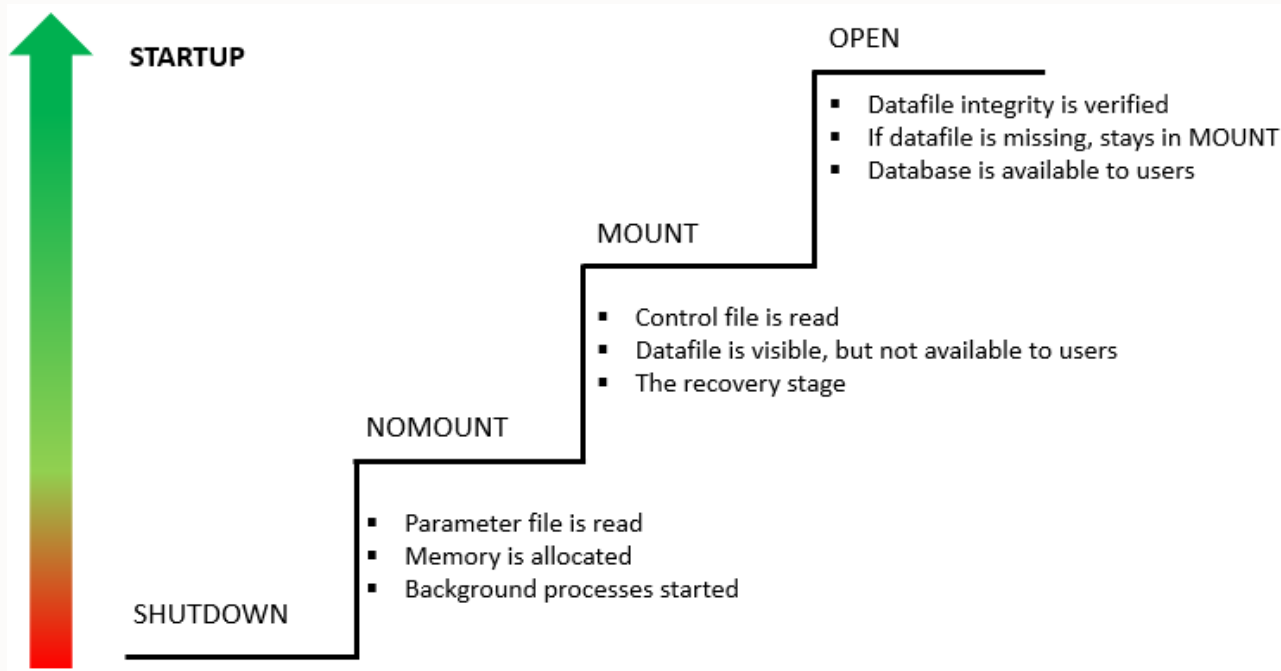 STARTUP
OPEN
▪ Datafile integrity is verified
▪ If datafile is missing, stays in MOUNT
▪ Database is available to users
MOUNT
▪ Control file is read
▪ Datafile is visible, but not available to users
▪ The recovery stage
NOMOUNT
▪ Parameter file is read
▪ Memory is allocated
▪ Background processes started
SHUTDOWN